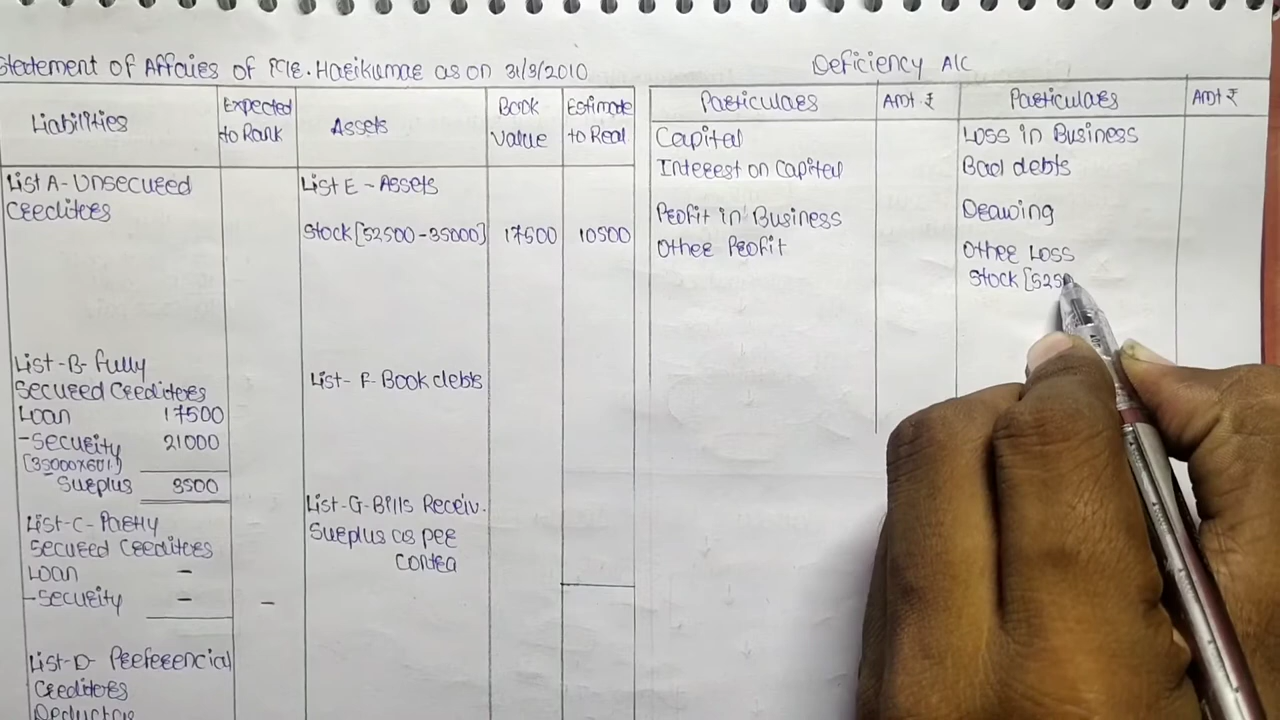 Statement of Affairs of Mr. Harikumar as on 31/3/2010
Liabilities
Expected
to Rank
Assets
Book
Value
Estimate
to Real
List A - Unsecured
Creditors
List E - Assets
Stock [52500-35000] 17500 10500
List -B- Fully
Secured Creditors
Loan 17500
-Security 21000
[35000x60%]
Surplus 3500
List - F - Book debts
List -C - Partly
Secured Creditors
Loan -
-Security - -
List -G- Bills Receiv.
Surplus as per
Contra
List -D- Preferencial
Creditors
Deficiency A/C
Particulars Amt ₹ Particulars Amt ₹
Capital Loss in Business
Interest on Capital Bad debts
Profit in Business Drawing
Other Profit Other Loss
Stock [525